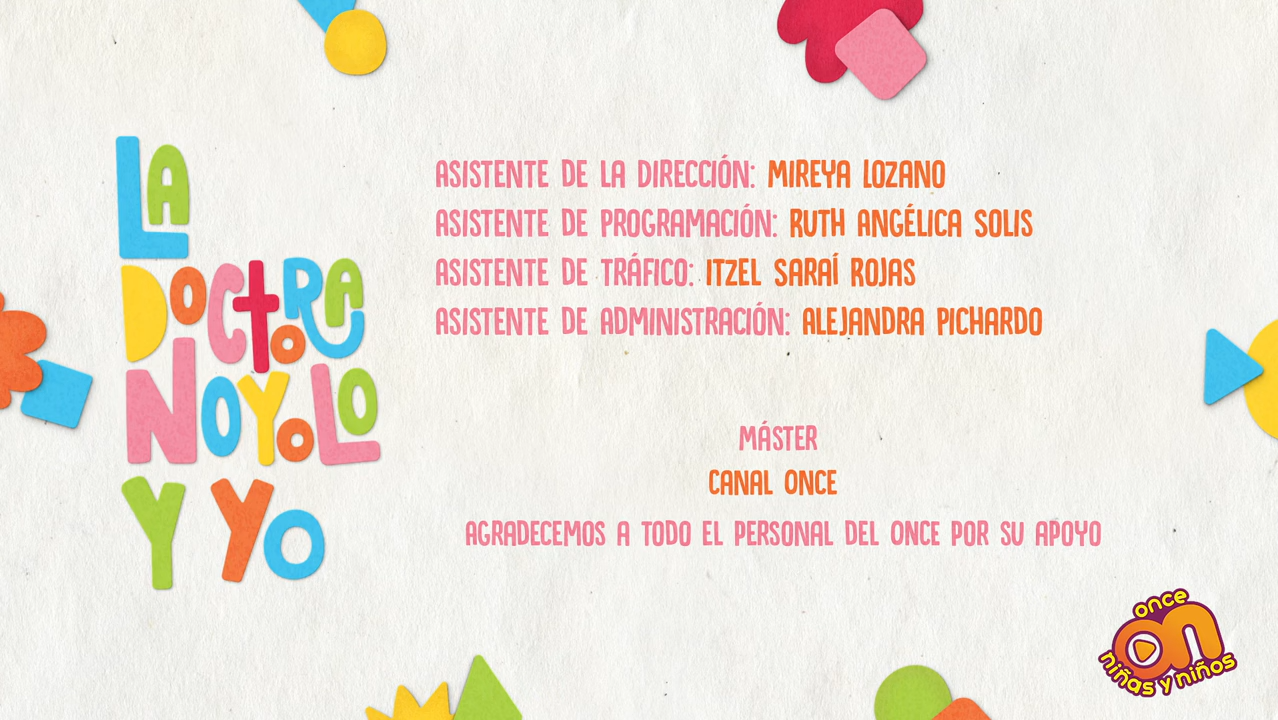 LA
DOCTORA
NOYOLO
Y YO
ASISTENTE DE LA DIRECCIÓN: MIREYA LOZANO
ASISTENTE DE PROGRAMACIÓN: RUTH ANGÉLICA SOLIS
ASISTENTE DE TRÁFICO: ITZEL SARAÍ ROJAS
ASISTENTE DE ADMINISTRACIÓN: ALEJANDRA PICHARDO
MÁSTER
CANAL ONCE
AGRADECEMOS A TODO EL PERSONAL DEL ONCE POR SU APOYO
once
on
niñas y niños